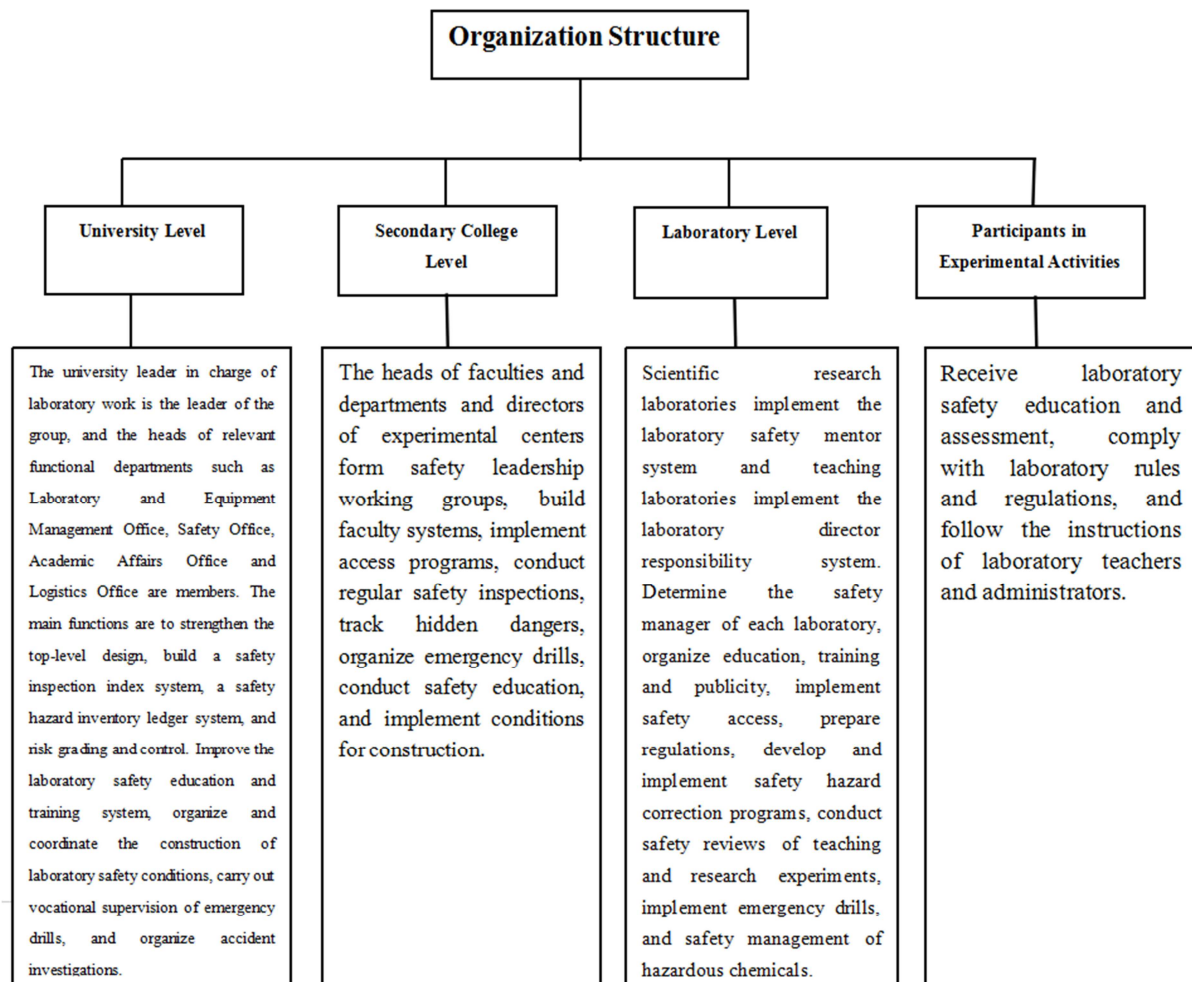 Organization Structure
University Level
Secondary College
Level
Laboratory Level
Participants in
Experimental Activities
The university leader in charge of
laboratory work is the leader of the
group, and the heads of relevant
functional departments such as
Laboratory and Equipment
Management Office, Safety Office,
Academic Affairs Office and
Logistics Office are members. The
main functions are to strengthen the
top-level design, build a safety
inspection index system, a safety
hazard inventory ledger system, and
risk grading and control. Improve the
laboratory safety education and
training system, organize and
coordinate the construction of
laboratory safety conditions, carry out
vocational supervision of emergency
drills, and organize accident
investigations.
The heads of faculties and
departments and directors
of experimental centers
form safety leadership
working groups, build
faculty systems, implement
access programs, conduct
regular safety inspections,
track hidden dangers,
organize emergency drills,
conduct safety education,
and implement conditions
for construction.
Scientific research
laboratories implement the
laboratory safety mentor
system and teaching
laboratories implement the
laboratory director
responsibility system.
Determine the safety
manager of each laboratory,
organize education, training
and publicity, implement
safety access, prepare
regulations, develop and
implement safety hazard
correction programs, conduct
safety reviews of teaching
and research experiments,
implement emergency drills,
and safety management of
hazardous chemicals.
Receive laboratory
safety education and
assessment, comply
with laboratory rules
and regulations, and
follow the instructions
of laboratory teachers
and administrators.